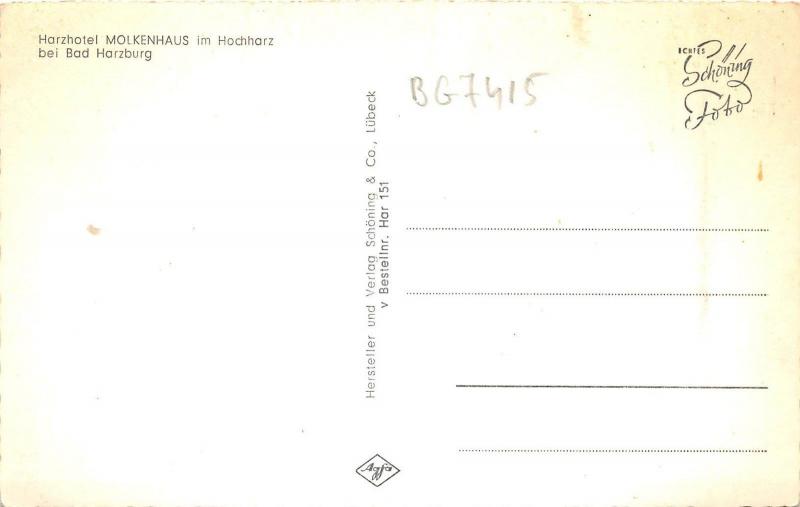 Harzhotel MOLKENHAUS im Hochharz
bei Bad Harzburg
BG7415
ECHTES
Schöning
Foto
Hersteller und Verlag Schöning & Co., Lübeck
v Bestellnr. Har 151
Agfa